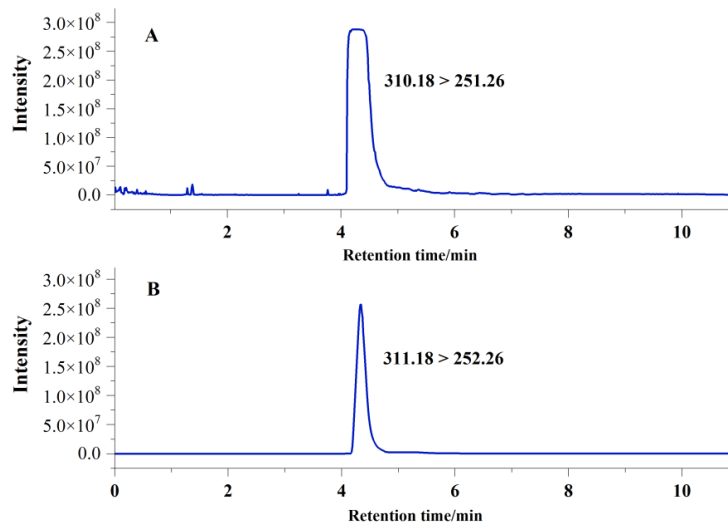 3.0×10⁸
A
2.5×10⁸
2.0×10⁸
310.18 > 251.26
1.5×10⁸
1.0×10⁸
5.0×10⁷
0.0
Intensity
2 4 6 8 10
Retention time/min
3.0×10⁸
B
2.5×10⁸
2.0×10⁸
311.18 > 252.26
1.5×10⁸
1.0×10⁸
5.0×10⁷
0.0
Intensity
0 2 4 6 8 10
Retention time/min